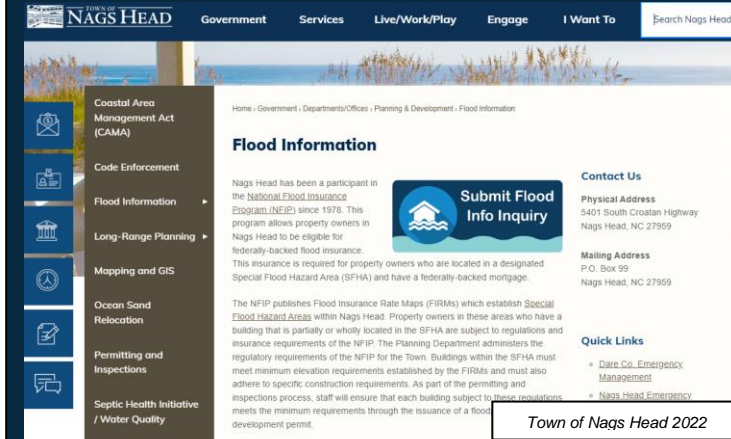 TOWN OF
NAGS HEAD
Government
Services
Live/Work/Play
Engage
I Want To
Search Nags Head
Coastal Area
Management Act
(CAMA)
Code Enforcement
Flood Information
Long-Range Planning
Mapping and GIS
Ocean Sand
Relocation
Permitting and
Inspections
Septic Health Initiative
/ Water Quality
Home › Government › Departments/Offices › Planning & Development › Flood Information
Flood Information
Nags Head has been a participant in
the National Flood Insurance
Program (NFIP) since 1978. This
program allows property owners in
Nags Head to be eligible for
federally-backed flood insurance.
This insurance is required for property owners who are located in a designated
Special Flood Hazard Area (SFHA) and have a federally-backed mortgage.
Submit Flood
Info Inquiry
The NFIP publishes Flood Insurance Rate Maps (FIRMs) which establish Special
Flood Hazard Areas within Nags Head. Property owners in these areas who have a
building that is partially or wholly located in the SFHA are subject to regulations and
insurance requirements of the NFIP. The Planning Department administers the
regulatory requirements of the NFIP for the Town. Buildings within the SFHA must
meet minimum elevation requirements established by the FIRMs and must also
adhere to specific construction requirements. As part of the permitting and
inspections process, staff will ensure that each building subject to these regulations
meets the minimum requirements through the issuance of a flood
development permit.
Contact Us
Physical Address
5401 South Croatan Highway
Nags Head, NC 27959
Mailing Address
P.O. Box 99
Nags Head, NC 27959
Quick Links
Dare Co. Emergency
Management
Nags Head Emergency
Town of Nags Head 2022